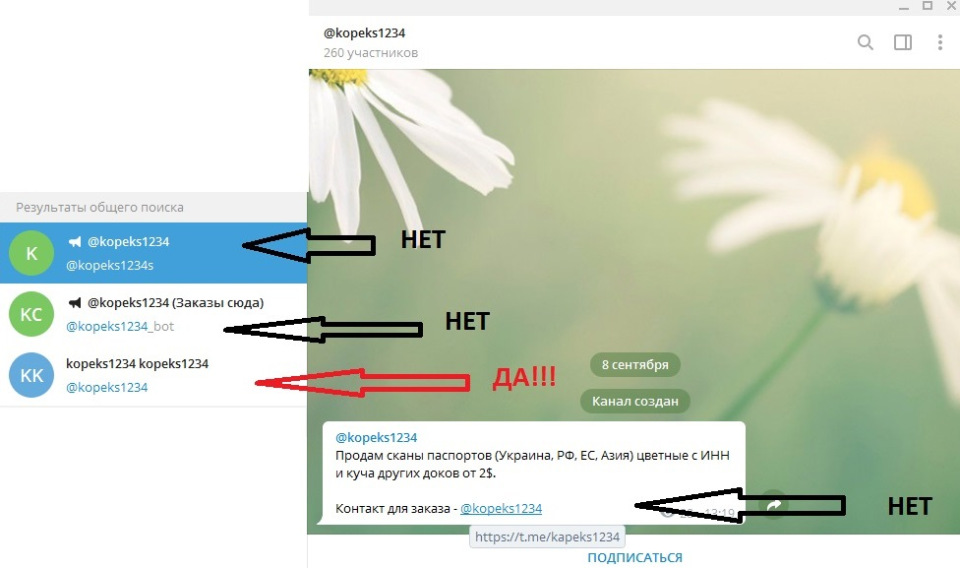 @kopeks1234
260 участников
Результаты общего поиска
K
@kopeks1234
@kopeks1234s
НЕТ
KC
@kopeks1234 (Заказы сюда)
@kopeks1234_bot
НЕТ
KK
kopeks1234 kopeks1234
@kopeks1234
ДА!!!
8 сентября
Канал создан
@kopeks1234
Продам сканы паспортов (Украина, РФ, ЕС, Азия) цветные с ИНН
и куча других доков от 2$.
Контакт для заказа - @kopeks1234
13:19
НЕТ
https://t.me/kapeks1234
ПОДПИСАТЬСЯ